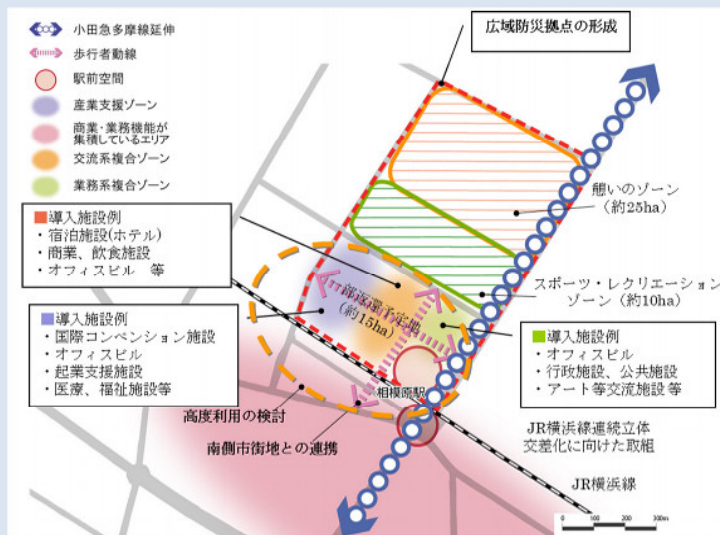 小田急多摩線延伸
歩行者動線
駅前空間
産業支援ゾーン
商業・業務機能が
集積しているエリア
交流系複合ゾーン
業務系複合ゾーン
広域防災拠点の形成
憩いのゾーン
(約25ha)
スポーツ・レクリエーション
ゾーン(約10ha)
■導入施設例
・宿泊施設(ホテル)
・商業、飲食施設
・オフィスビル 等
■導入施設例
・国際コンベンション施設
・オフィスビル
・起業支援施設
・医療、福祉施設等
一部返還予定地
(約15ha)
■導入施設例
・オフィスビル
・行政施設、公共施設
・アート等交流施設等
相模原駅
高度利用の検討
南側市街地との連携
JR横浜線連続立体
交差化に向けた取組
JR横浜線
0 100 200 300m